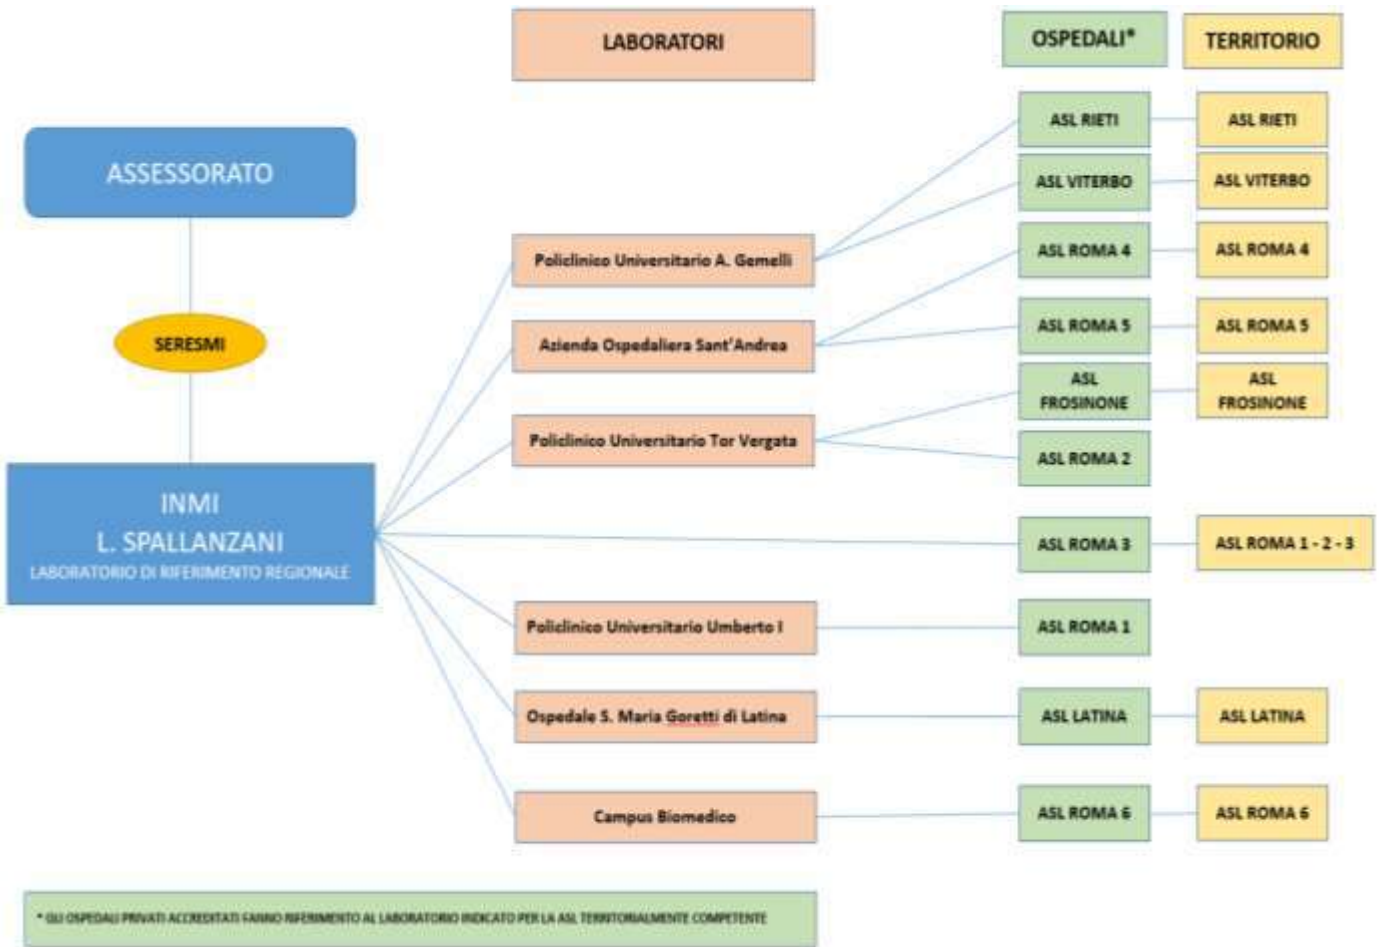 LABORATORI
OSPEDALI*
TERRITORIO
ASSESSORATO
SERESMI
INMI
L. SPALLANZANI
LABORATORIO DI RIFERIMENTO REGIONALE
Policlinico Universitario A. Gemelli
Azienda Ospedaliera Sant'Andrea
Policlinico Universitario Tor Vergata
Policlinico Universitario Umberto I
Ospedale S. Maria Goretti di Latina
Campus Biomedico
ASL RIETI
ASL RIETI
ASL VITERBO
ASL VITERBO
ASL ROMA 4
ASL ROMA 4
ASL ROMA 5
ASL ROMA 5
ASL
FROSINONE
ASL
FROSINONE
ASL ROMA 2
ASL ROMA 3
ASL ROMA 1 - 2 - 3
ASL ROMA 1
ASL LATINA
ASL LATINA
ASL ROMA 6
ASL ROMA 6
* GLI OSPEDALI PRIVATI ACCREDITATI FANNO RIFERIMENTO AL LABORATORIO INDICATO PER LA ASL TERRITORIALMENTE COMPETENTE